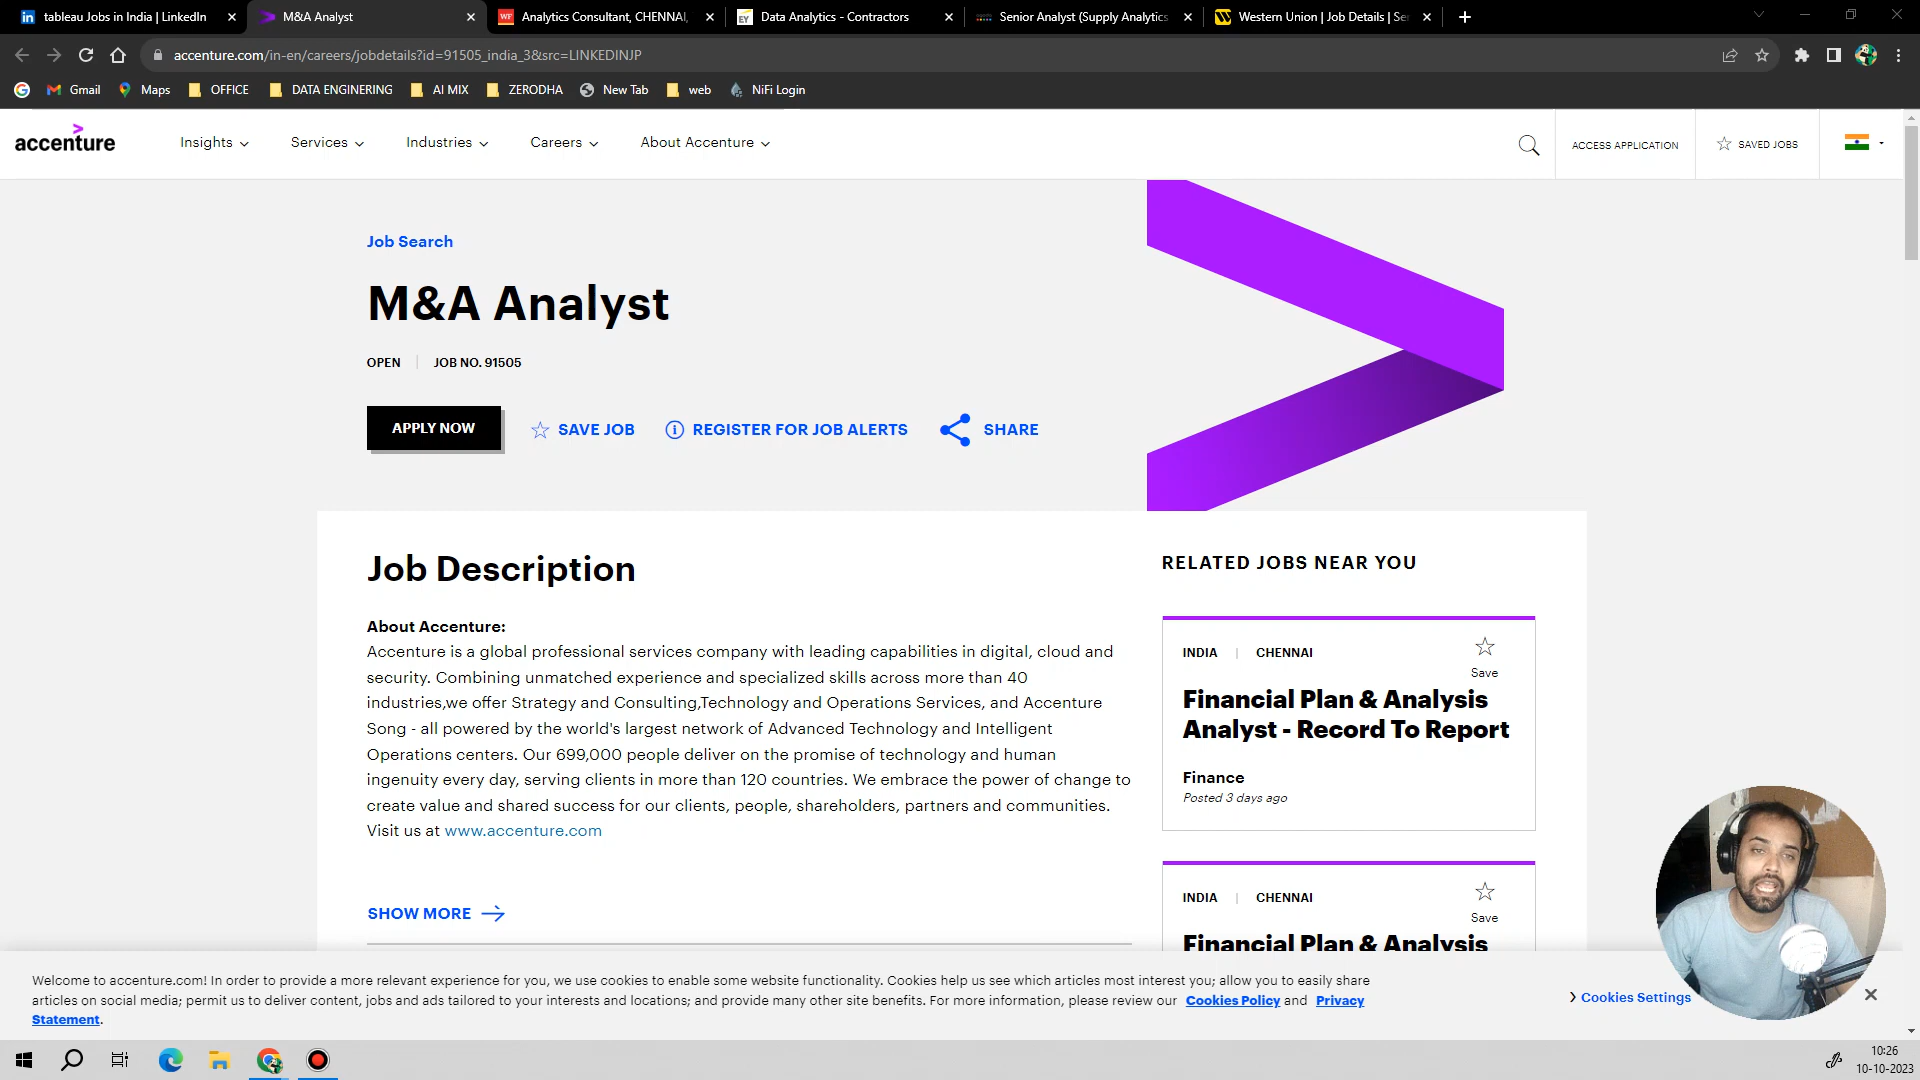 tableau Jobs in India | LinkedIn
M&A Analyst
Analytics Consultant, CHENNAI,
Data Analytics - Contractors
Senior Analyst (Supply Analytics
Western Union | Job Details | Se
accenture.com/in-en/careers/jobdetails?id=91505_india_3&src=LINKEDINJP
Gmail
Maps
OFFICE
DATA ENGINERING
AI MIX
ZERODHA
New Tab
web
NiFi Login
accenture
Insights
Services
Industries
Careers
About Accenture
ACCESS APPLICATION
SAVED JOBS
Job Search
M&A Analyst
OPEN | JOB NO. 91505
APPLY NOW
SAVE JOB
REGISTER FOR JOB ALERTS
SHARE
Job Description
About Accenture:
Accenture is a global professional services company with leading capabilities in digital, cloud and
security. Combining unmatched experience and specialized skills across more than 40
industries,we offer Strategy and Consulting,Technology and Operations Services, and Accenture
Song - all powered by the world's largest network of Advanced Technology and Intelligent
Operations centers. Our 699,000 people deliver on the promise of technology and human
ingenuity every day, serving clients in more than 120 countries. We embrace the power of change to
create value and shared success for our clients, people, shareholders, partners and communities.
Visit us at www.accenture.com
SHOW MORE
RELATED JOBS NEAR YOU
INDIA | CHENNAI
Save
Financial Plan & Analysis
Analyst - Record To Report
Finance
Posted 3 days ago
INDIA | CHENNAI
Save
Financial Plan & Analysis
Welcome to accenture.com! In order to provide a more relevant experience for you, we use cookies to enable some website functionality. Cookies help us see which articles most interest you; allow you to easily share
articles on social media; permit us to deliver content, jobs and ads tailored to your interests and locations; and provide many other site benefits. For more information, please review our Cookies Policy and Privacy
Statement.
Cookies Settings
10:26
10-10-2023